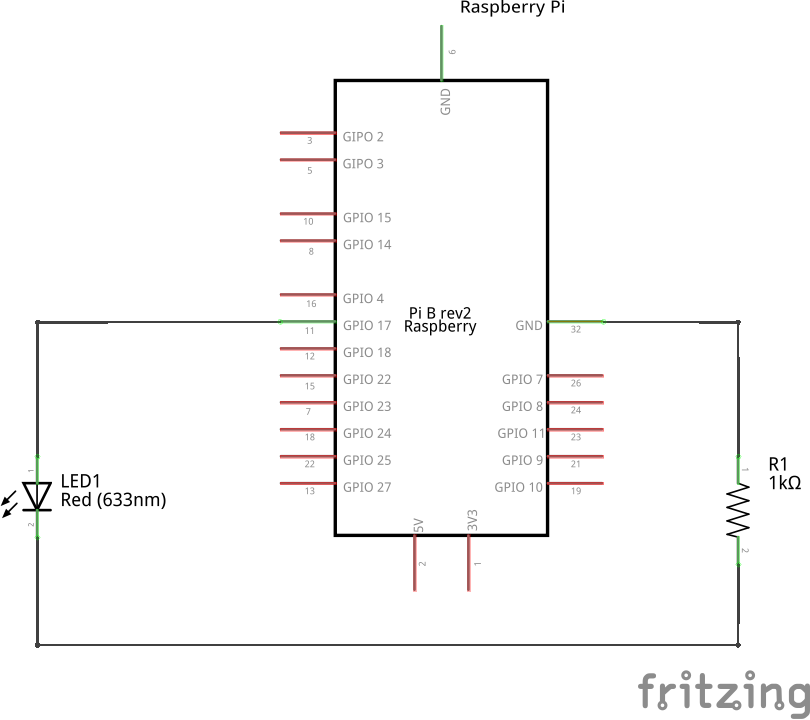 Raspberry Pi
6
GND
GIPO 2
3
GIPO 3
5
GPIO 15
10
GPIO 14
8
GPIO 4
16
GPIO 17
11
GPIO 18
12
GPIO 22
15
GPIO 23
7
GPIO 24
18
GPIO 25
22
GPIO 27
13
Pi B rev2
Raspberry
GND
32
GPIO 7
26
GPIO 8
24
GPIO 11
23
GPIO 9
21
GPIO 10
19
5V
2
3V3
1
1
LED1
Red (633nm)
2
1
R1
1kΩ
2
fritzing